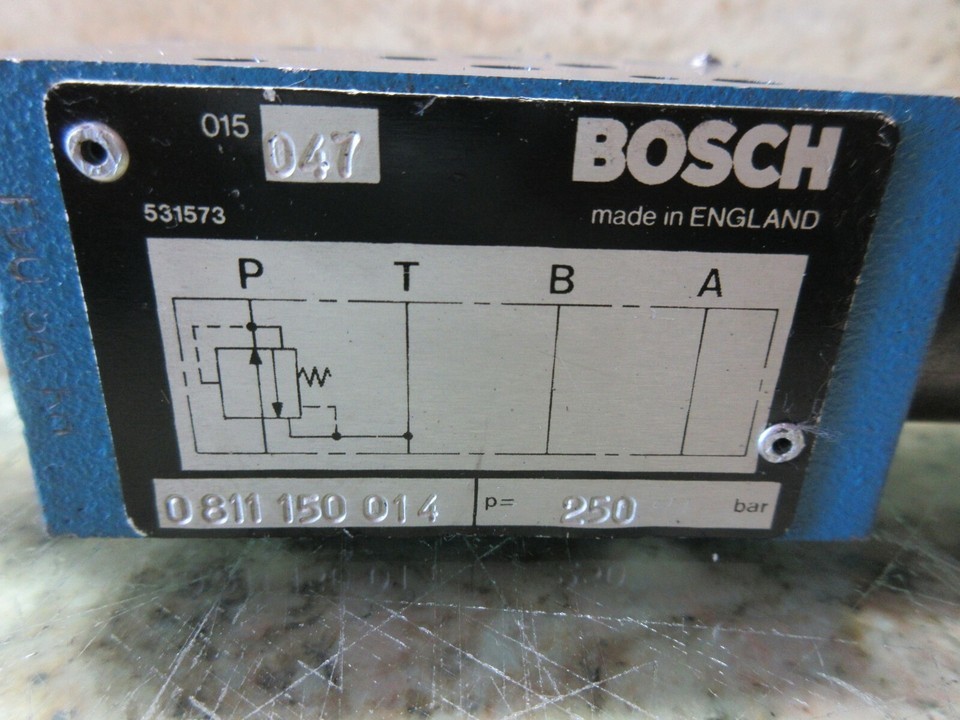 015 047
BOSCH
531573
made in ENGLAND
P T B A
0 811 150 014
p= 250 bar